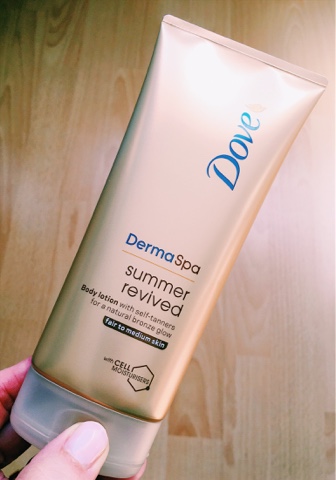 Dove
DermaSpa
summer
revived
Body lotion with self-tanners
for a natural bronze glow
fair to medium skin
with CELL
MOISTURISERS